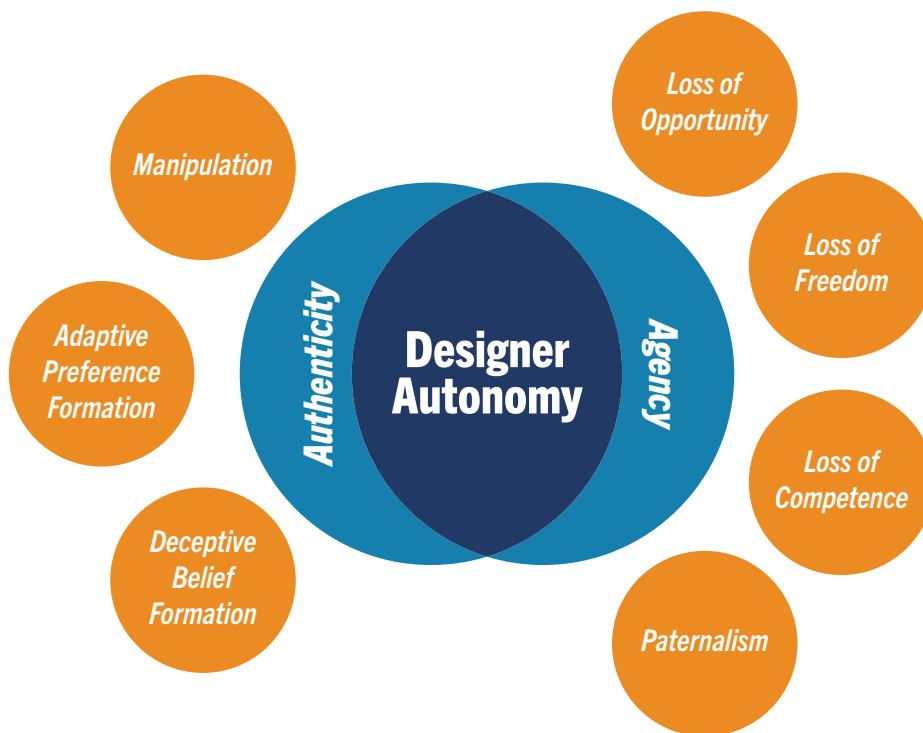 Manipulation
Adaptive
Preference
Formation
Deceptive
Belief
Formation
Authenticity
Designer
Autonomy
Agency
Loss of
Opportunity
Loss of
Freedom
Loss of
Competence
Paternalism